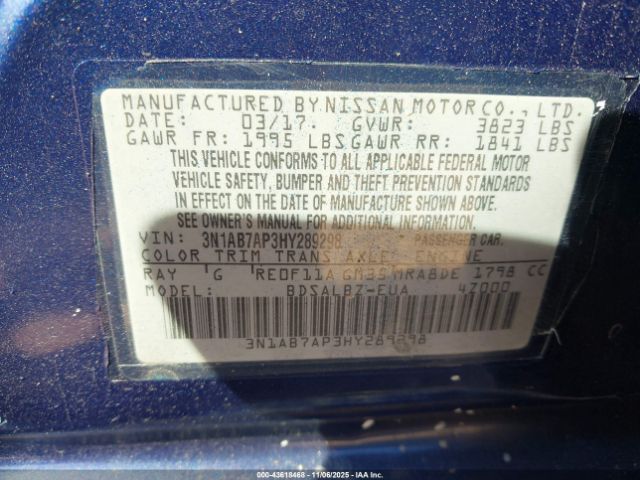 MANUFACTURED BY NISSAN MOTOR CO., LTD.
DATE: 03/17. GVWR: 3823 LBS
GAWR FR: 1995 LBS GAWR RR: 1841 LBS
THIS VEHICLE CONFORMS TO ALL APPLICABLE FEDERAL MOTOR
VEHICLE SAFETY, BUMPER AND THEFT PREVENTION STANDARDS
IN EFFECT ON THE DATE OF MANUFACTURE SHOWN ABOVE.
SEE OWNER'S MANUAL FOR ADDITIONAL INFORMATION.
VIN: 3N1AB7AP3HY289298 PASSENGER CAR.
COLOR TRIM TRANS AXLE ENGINE
RAY 'G RE0F11A GM35 MRA8DE 1798 CC
MODEL: BDSALBZ-EUA 4Z000
3N1AB7AP3HY289298
000-43618468 - 11/06/2025 - IAA Inc.